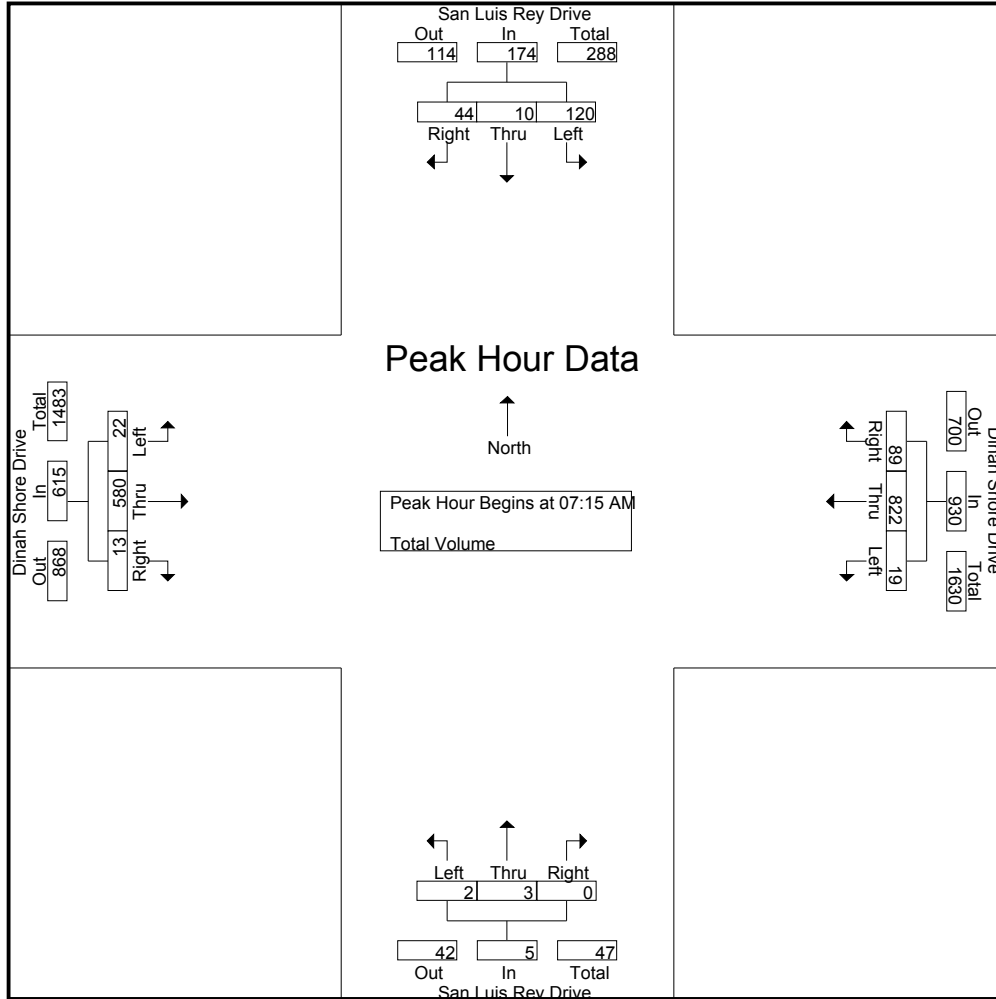 San Luis Rey Drive
Out In Total
114 174 288
44 10 120
Right Thru Left
Peak Hour Data
North
Peak Hour Begins at 07:15 AM
Total Volume
Dinah Shore Drive
Out In Total
868 615 1483
13 580 22
Right Thru Left
Dinah Shore Drive
Out In Total
700 930 1630
89 822 19
Right Thru Left
Left Thru Right
2 3 0
42 5 47
Out In Total
San Luis Rey Drive